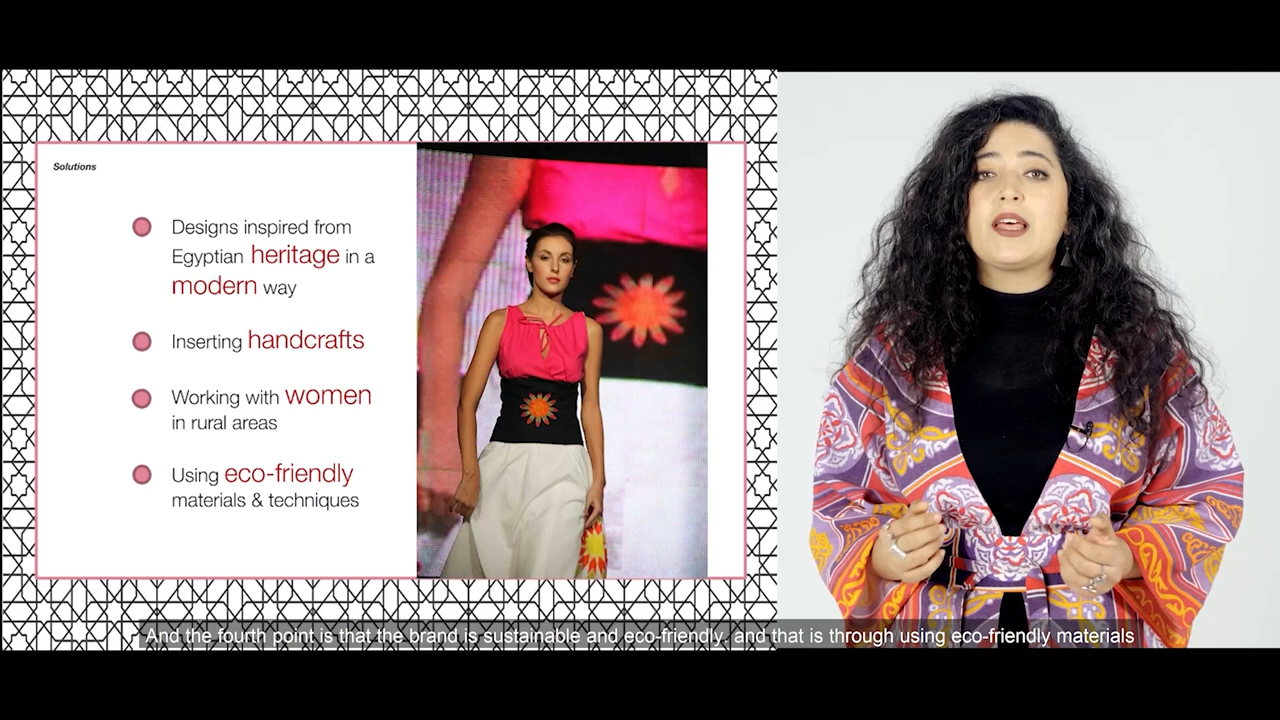 Solutions
Designs inspired from
Egyptian heritage in a
modern way
Inserting handcrafts
Working with women
in rural areas
Using eco-friendly
materials & techniques
And the fourth point is that the brand is sustainable and eco-friendly, and that is through using eco-friendly materials